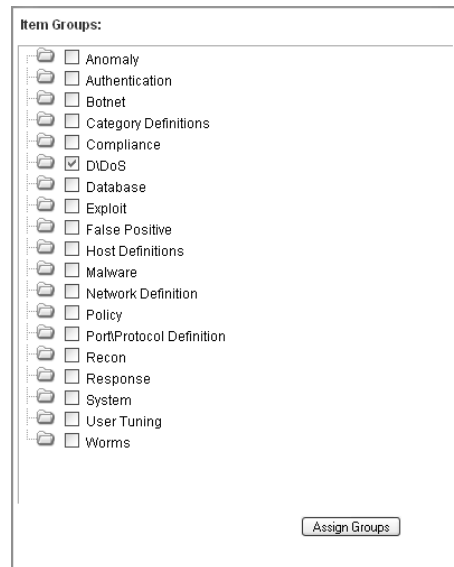 Item Groups:
Anomaly
Authentication
Botnet
Category Definitions
Compliance
D\DoS
Database
Exploit
False Positive
Host Definitions
Malware
Network Definition
Policy
Port\Protocol Definition
Recon
Response
System
User Tuning
Worms
Assign Groups